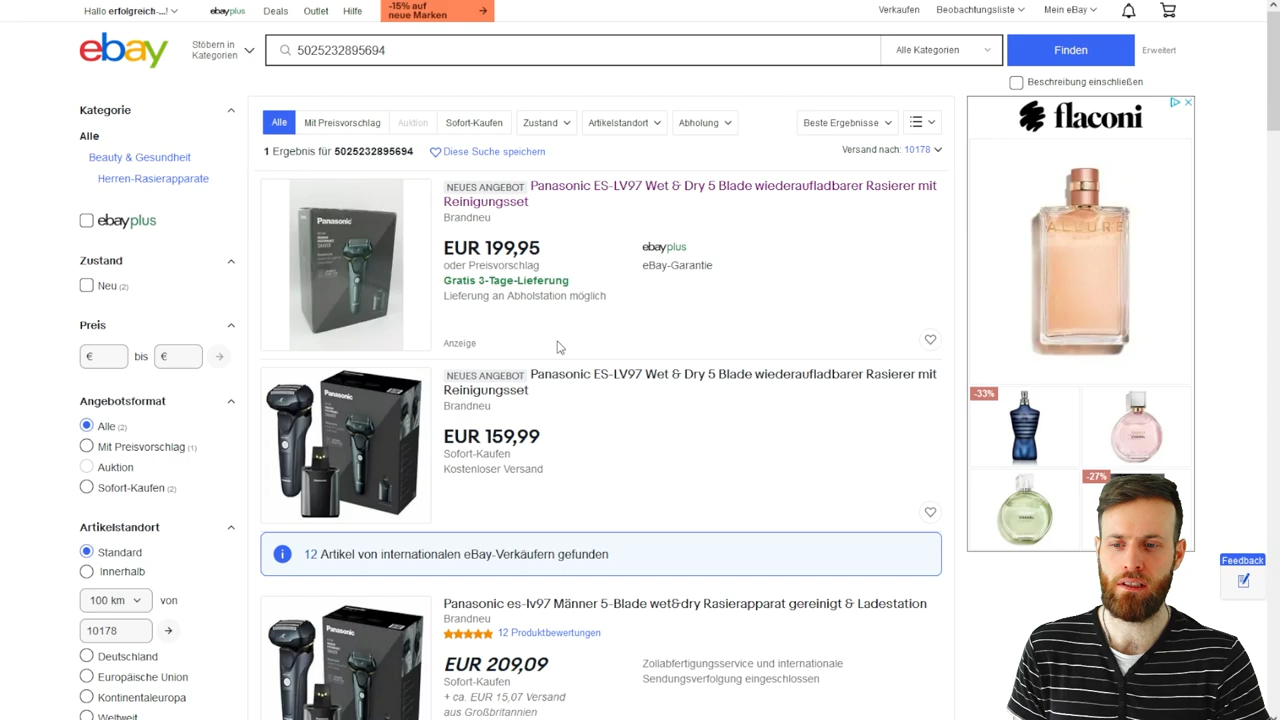 Hallo erfolgreich-...! ebayplus Deals Outlet Hilfe -15% auf neue Marken Verkaufen Beobachtungsliste Mein eBay
ebay Stöbern in Kategorien 5025232895694 Alle Kategorien Finden Erweitert
Beschreibung einschließen
Kategorie
Alle
Beauty & Gesundheit
Herren-Rasierapparate
ebayplus
Zustand
Neu (2)
Preis
€ bis €
Angebotsformat
Alle (2)
Mit Preisvorschlag (1)
Auktion
Sofort-Kaufen (2)
Artikelstandort
Standard
Innerhalb
100 km von
10178
Deutschland
Europäische Union
Kontinentaleuropa
Weltweit
Alle Mit Preisvorschlag Auktion Sofort-Kaufen Zustand Artikelstandort Abholung Beste Ergebnisse
1 Ergebnis für 5025232895694 Diese Suche speichern Versand nach: 10178
Panasonic
NEUES ANGEBOT Panasonic ES-LV97 Wet & Dry 5 Blade wiederaufladbarer Rasierer mit
Reinigungsset
Brandneu
EUR 199,95 ebayplus
oder Preisvorschlag eBay-Garantie
Gratis 3-Tage-Lieferung
Lieferung an Abholstation möglich
Anzeige
Panasonic
NEUES ANGEBOT Panasonic ES-LV97 Wet & Dry 5 Blade wiederaufladbarer Rasierer mit
Reinigungsset
Brandneu
EUR 159,99
Sofort-Kaufen
Kostenloser Versand
12 Artikel von internationalen eBay-Verkäufern gefunden
Panasonic
Panasonic es-lv97 Männer 5-Blade wet&dry Rasierapparat gereinigt & Ladestation
Brandneu
12 Produktbewertungen
EUR 209,09 Zollabfertigungsservice und internationale
Sofort-Kaufen Sendungsverfolgung eingeschlossen
+ ca. EUR 15,07 Versand
aus Großbritannien
flaconi
ALLURE
-33%
-27%
Feedback